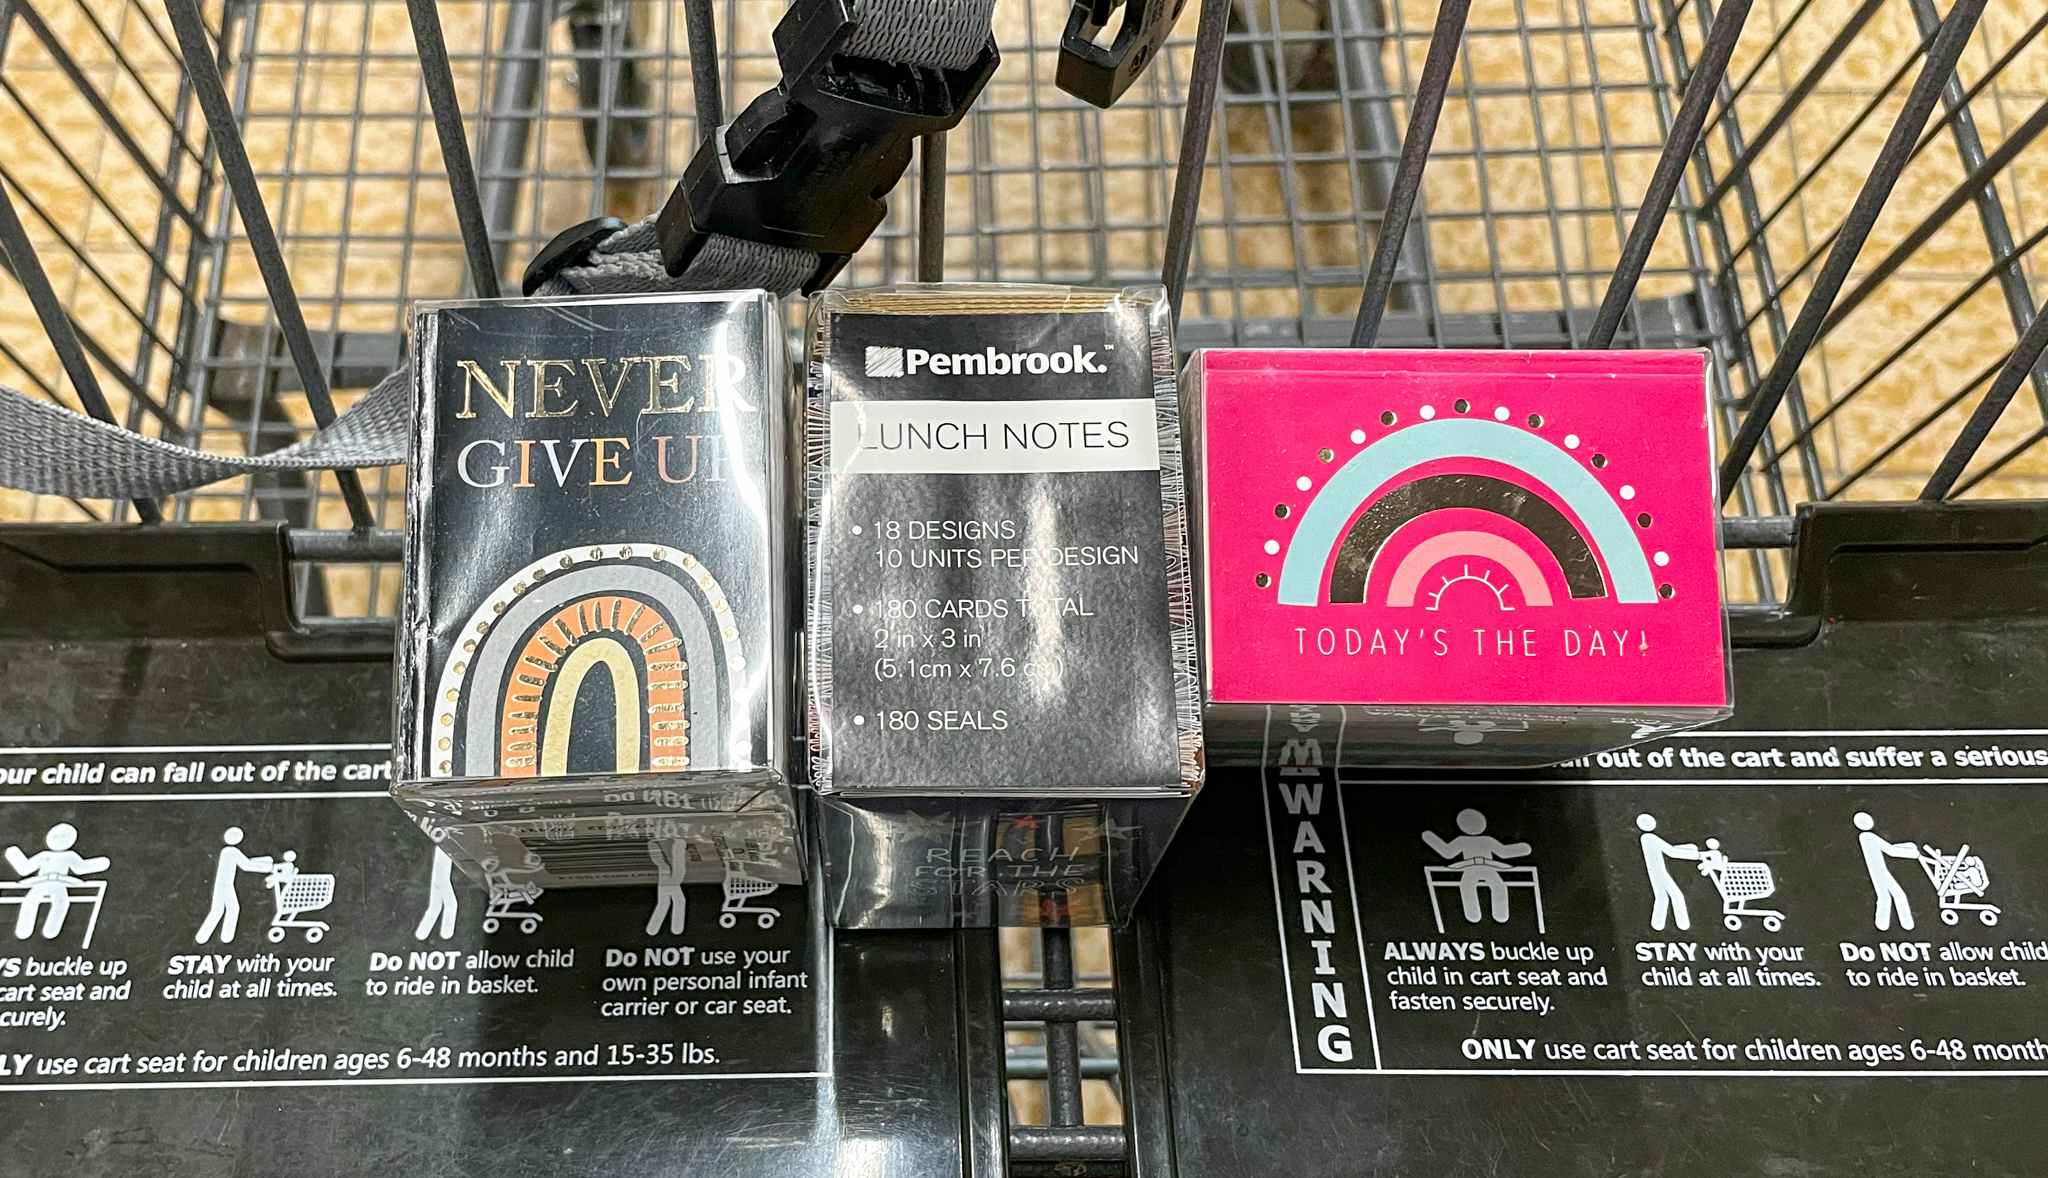 NEVER
GIVE UP
Pembrook.™
LUNCH NOTES
• 18 DESIGNS
10 UNITS PER DESIGN
• 180 CARDS TOTAL
2 in x 3 in
(5.1cm x 7.6 cm)
• 180 SEALS
REACH
FOR THE
STARS
TODAY'S THE DAY!
our child can fall out of the cart
buckle up
cart seat and
STAY with your
child at all times.
Do NOT allow child
to ride in basket.
Do NOT use your
own personal infant
carrier or car seat.
use cart seat for children ages 6-48 months and 15-35 lbs.
WARNING
out of the cart and suffer a serious
ALWAYS buckle up
child in cart seat and
fasten securely.
STAY with your
child at all times.
Do NOT allow child
to ride in basket.
ONLY use cart seat for children ages 6-48 month